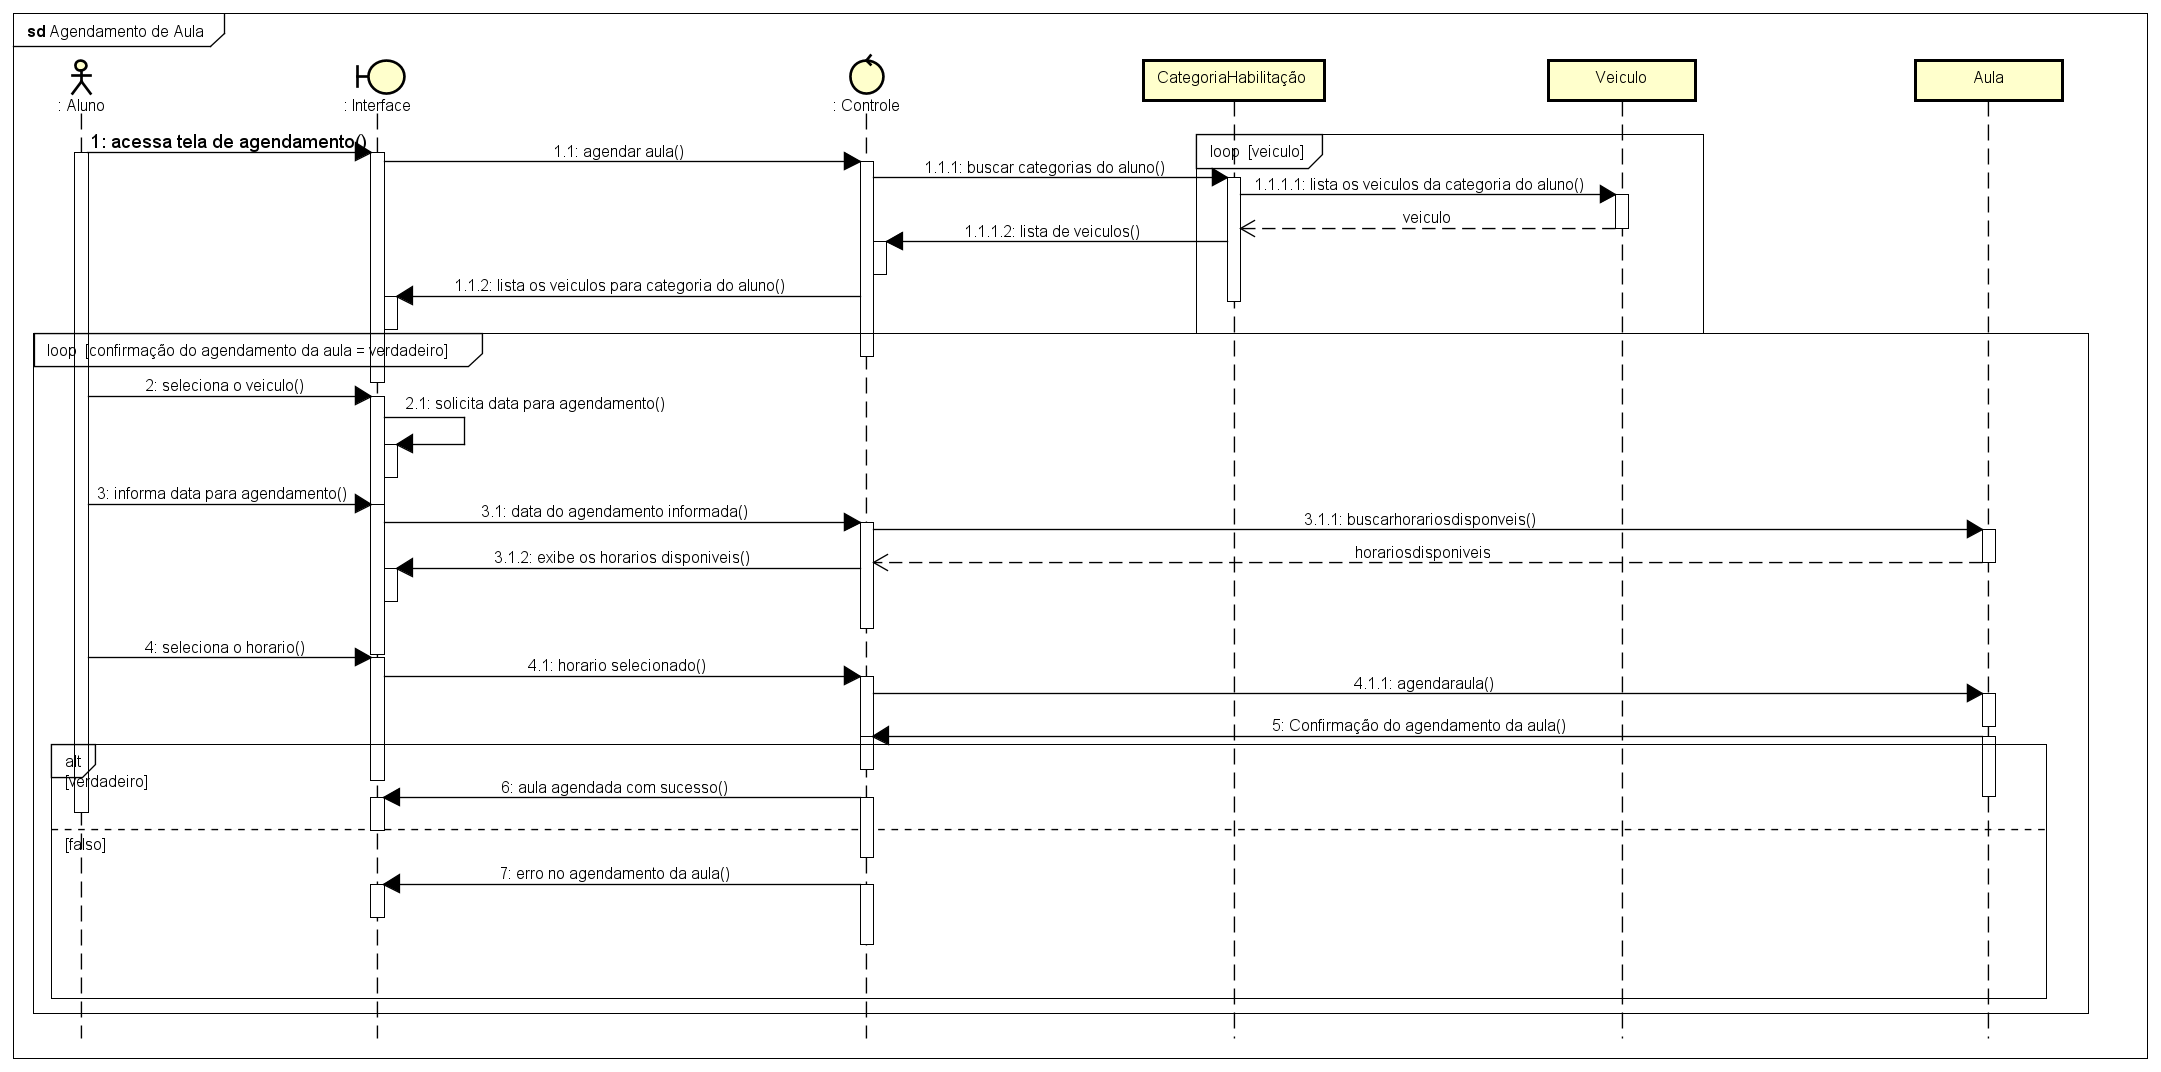 sd Agendamento de Aula
: Aluno
: Interface
: Controle
CategoriaHabilitação
Veiculo
Aula
1: acessa tela de agendamento()
1.1: agendar aula()
loop [veiculo]
1.1.1: buscar categorias do aluno()
1.1.1.1: lista os veiculos da categoria do aluno()
veiculo
1.1.1.2: lista de veiculos()
1.1.2: lista os veiculos para categoria do aluno()
loop [confirmação do agendamento da aula = verdadeiro]
2: seleciona o veiculo()
2.1: solicita data para agendamento()
3: informa data para agendamento()
3.1: data do agendamento informada()
3.1.1: buscarhorariosdisponveis()
horariosdisponiveis
3.1.2: exibe os horarios disponiveis()
4: seleciona o horario()
4.1: horario selecionado()
4.1.1: agendaraula()
5: Confirmação do agendamento da aula()
alt
[verdadeiro]
6: aula agendada com sucesso()
[falso]
7: erro no agendamento da aula()